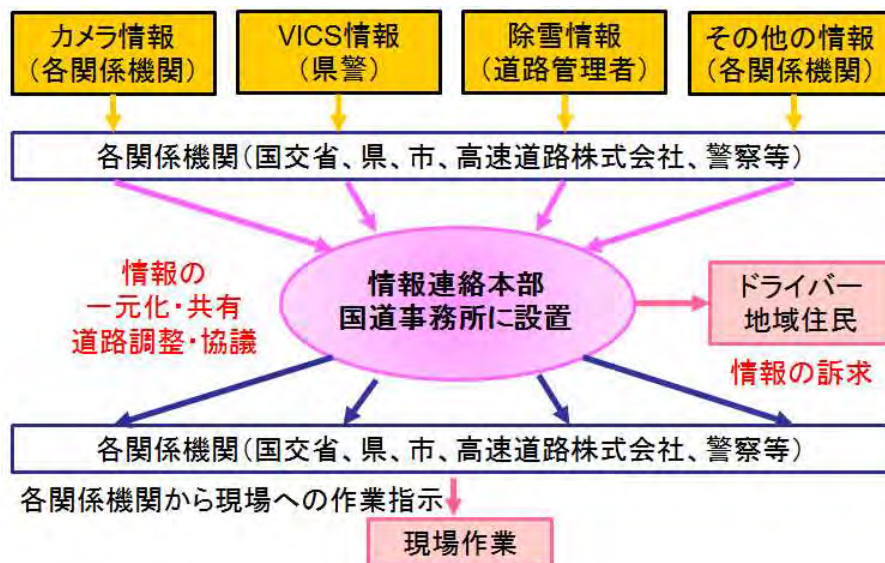 カメラ情報
（各関係機関）
VICS情報
（県警）
除雪情報
（道路管理者）
その他の情報
（各関係機関）
各関係機関（国交省、県、市、高速道路株式会社、警察等）
情報の
一元化・共有
道路調整・協議
情報連絡本部
国道事務所に設置
ドライバー
地域住民
情報の訴求
各関係機関（国交省、県、市、高速道路株式会社、警察等）
各関係機関から現場への作業指示
現場作業